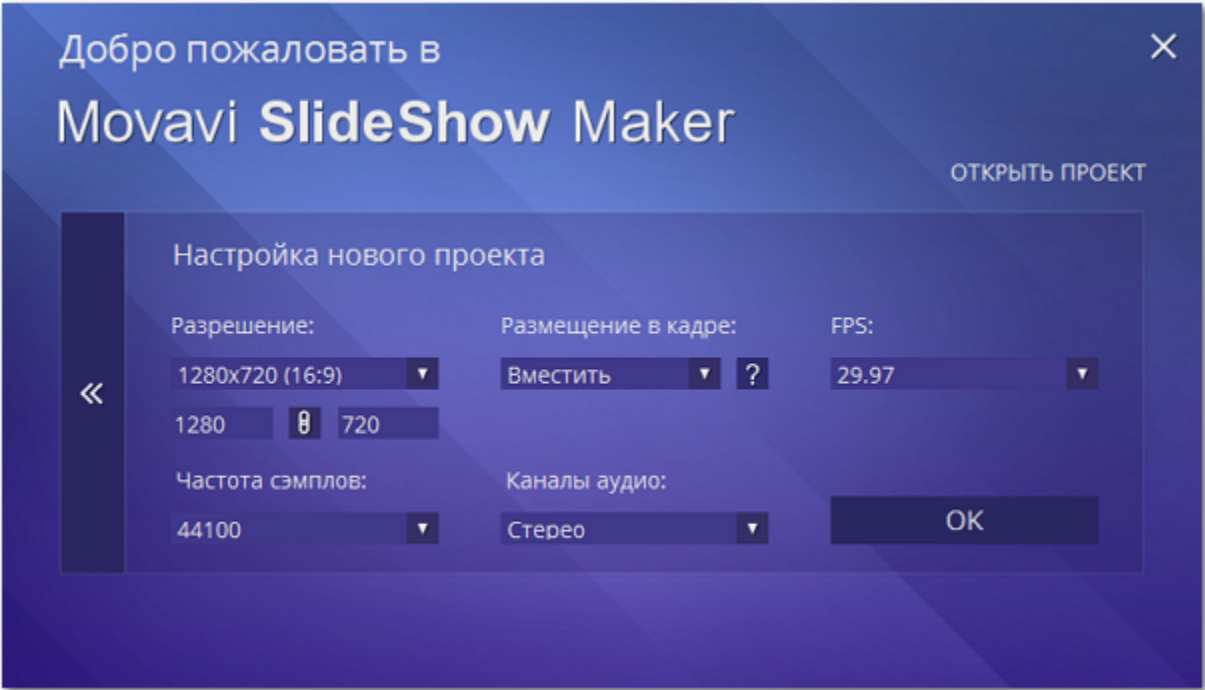 Добро пожаловать в
Movavi SlideShow Maker
ОТКРЫТЬ ПРОЕКТ
Настройка нового проекта
Разрешение: Размещение в кадре: FPS:
1280x720 (16:9) Вместить ? 29.97
1280 720
Частота сэмплов: Каналы аудио:
44100 Стерео OK